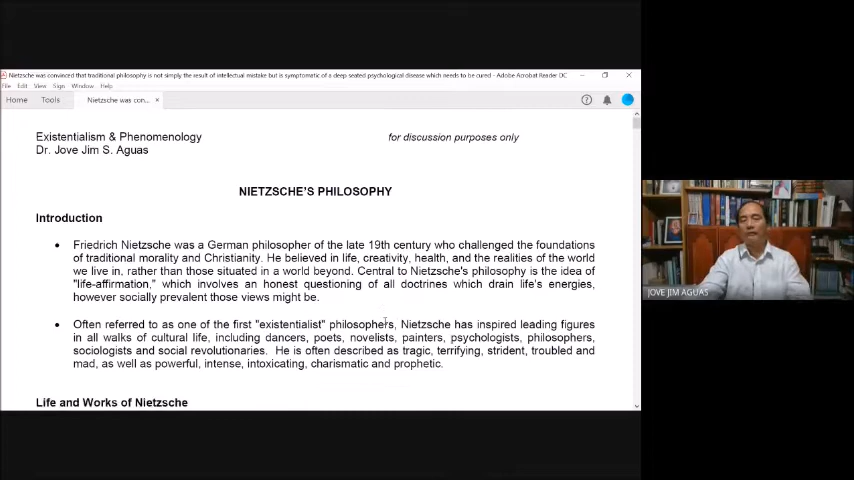 Nietzsche was convinced that traditional philosophy is not simply the result of intellectual mistake but is symptomatic of a deep seated psychological disease which needs to be cured - Adobe Acrobat Reader DC
File Edit View Sign Window Help
Home Tools Nietzsche was con... ×
Existentialism & Phenomenology for discussion purposes only
Dr. Jove Jim S. Aguas
NIETZSCHE'S PHILOSOPHY
Introduction
• Friedrich Nietzsche was a German philosopher of the late 19th century who challenged the foundations
of traditional morality and Christianity. He believed in life, creativity, health, and the realities of the world
we live in, rather than those situated in a world beyond. Central to Nietzsche's philosophy is the idea of
"life-affirmation," which involves an honest questioning of all doctrines which drain life's energies,
however socially prevalent those views might be.
• Often referred to as one of the first "existentialist" philosophers, Nietzsche has inspired leading figures
in all walks of cultural life, including dancers, poets, novelists, painters, psychologists, philosophers,
sociologists and social revolutionaries. He is often described as tragic, terrifying, strident, troubled and
mad, as well as powerful, intense, intoxicating, charismatic and prophetic.
Life and Works of Nietzsche
JOVE JIM AGUAS